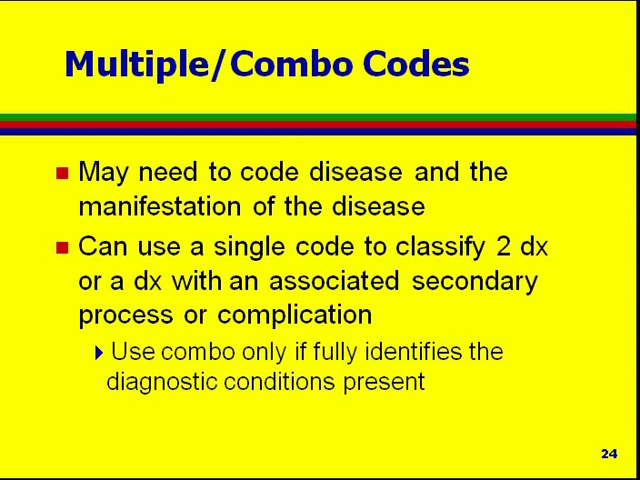 Multiple/Combo Codes
May need to code disease and the
manifestation of the disease
Can use a single code to classify 2 dx
or a dx with an associated secondary
process or complication
Use combo only if fully identifies the
diagnostic conditions present
24